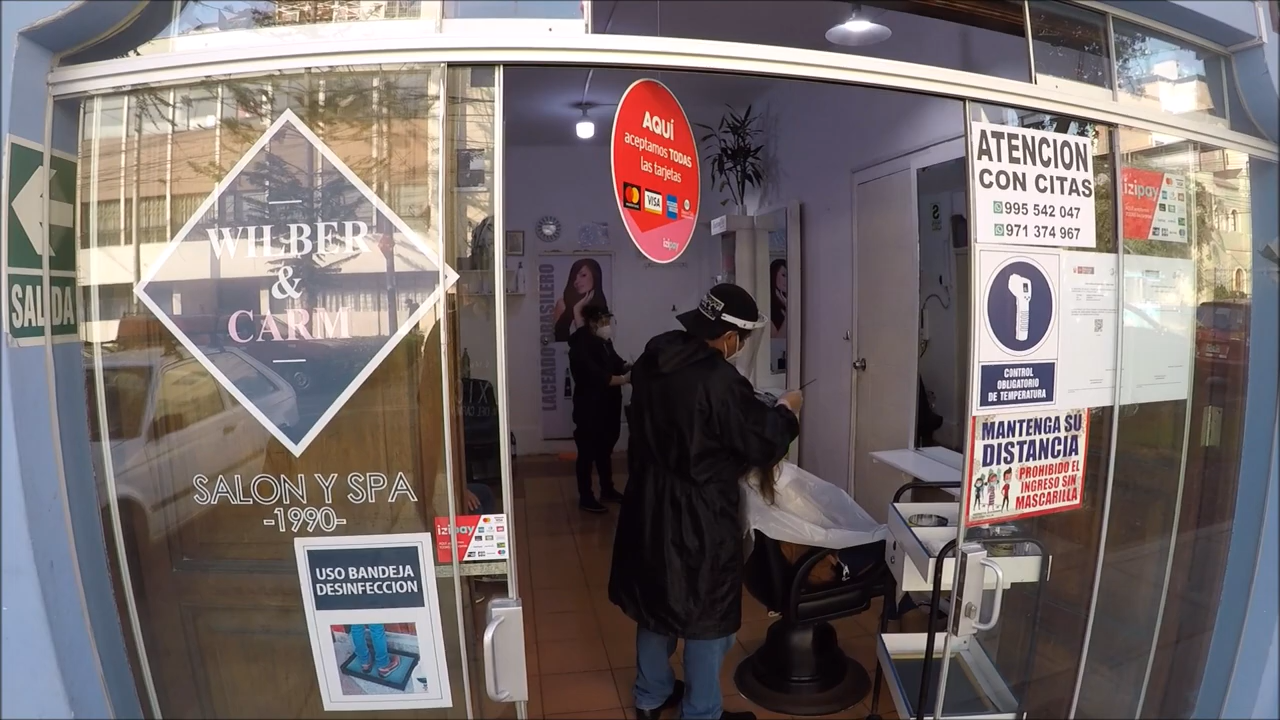 SALIDA
WILBER
&
CARM
SALON Y SPA
-1990-
USO BANDEJA
DESINFECCION
izipay
LACEADO BRASILERO
AQUÍ
aceptamos TODAS
las tarjetas
VISA
izipay
ATENCION
CON CITAS
995 542 047
971 374 967
izipay
CONTROL
OBLIGATORIO
DE TEMPERATURA
MANTENGA SU
DISTANCIA
PROHIBIDO EL
INGRESO SIN
MASCARILLA